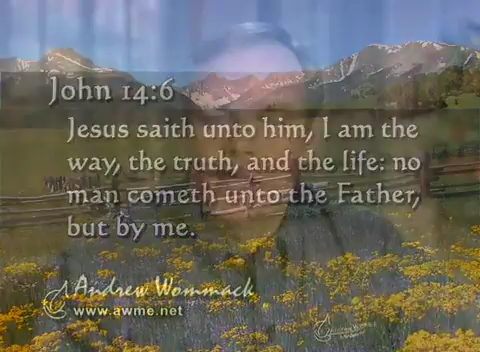 John 14:6
Jesus saith unto him, I am the
way, the truth, and the life: no
man cometh unto the Father,
but by me.
Andrew Wommack
www.awme.net